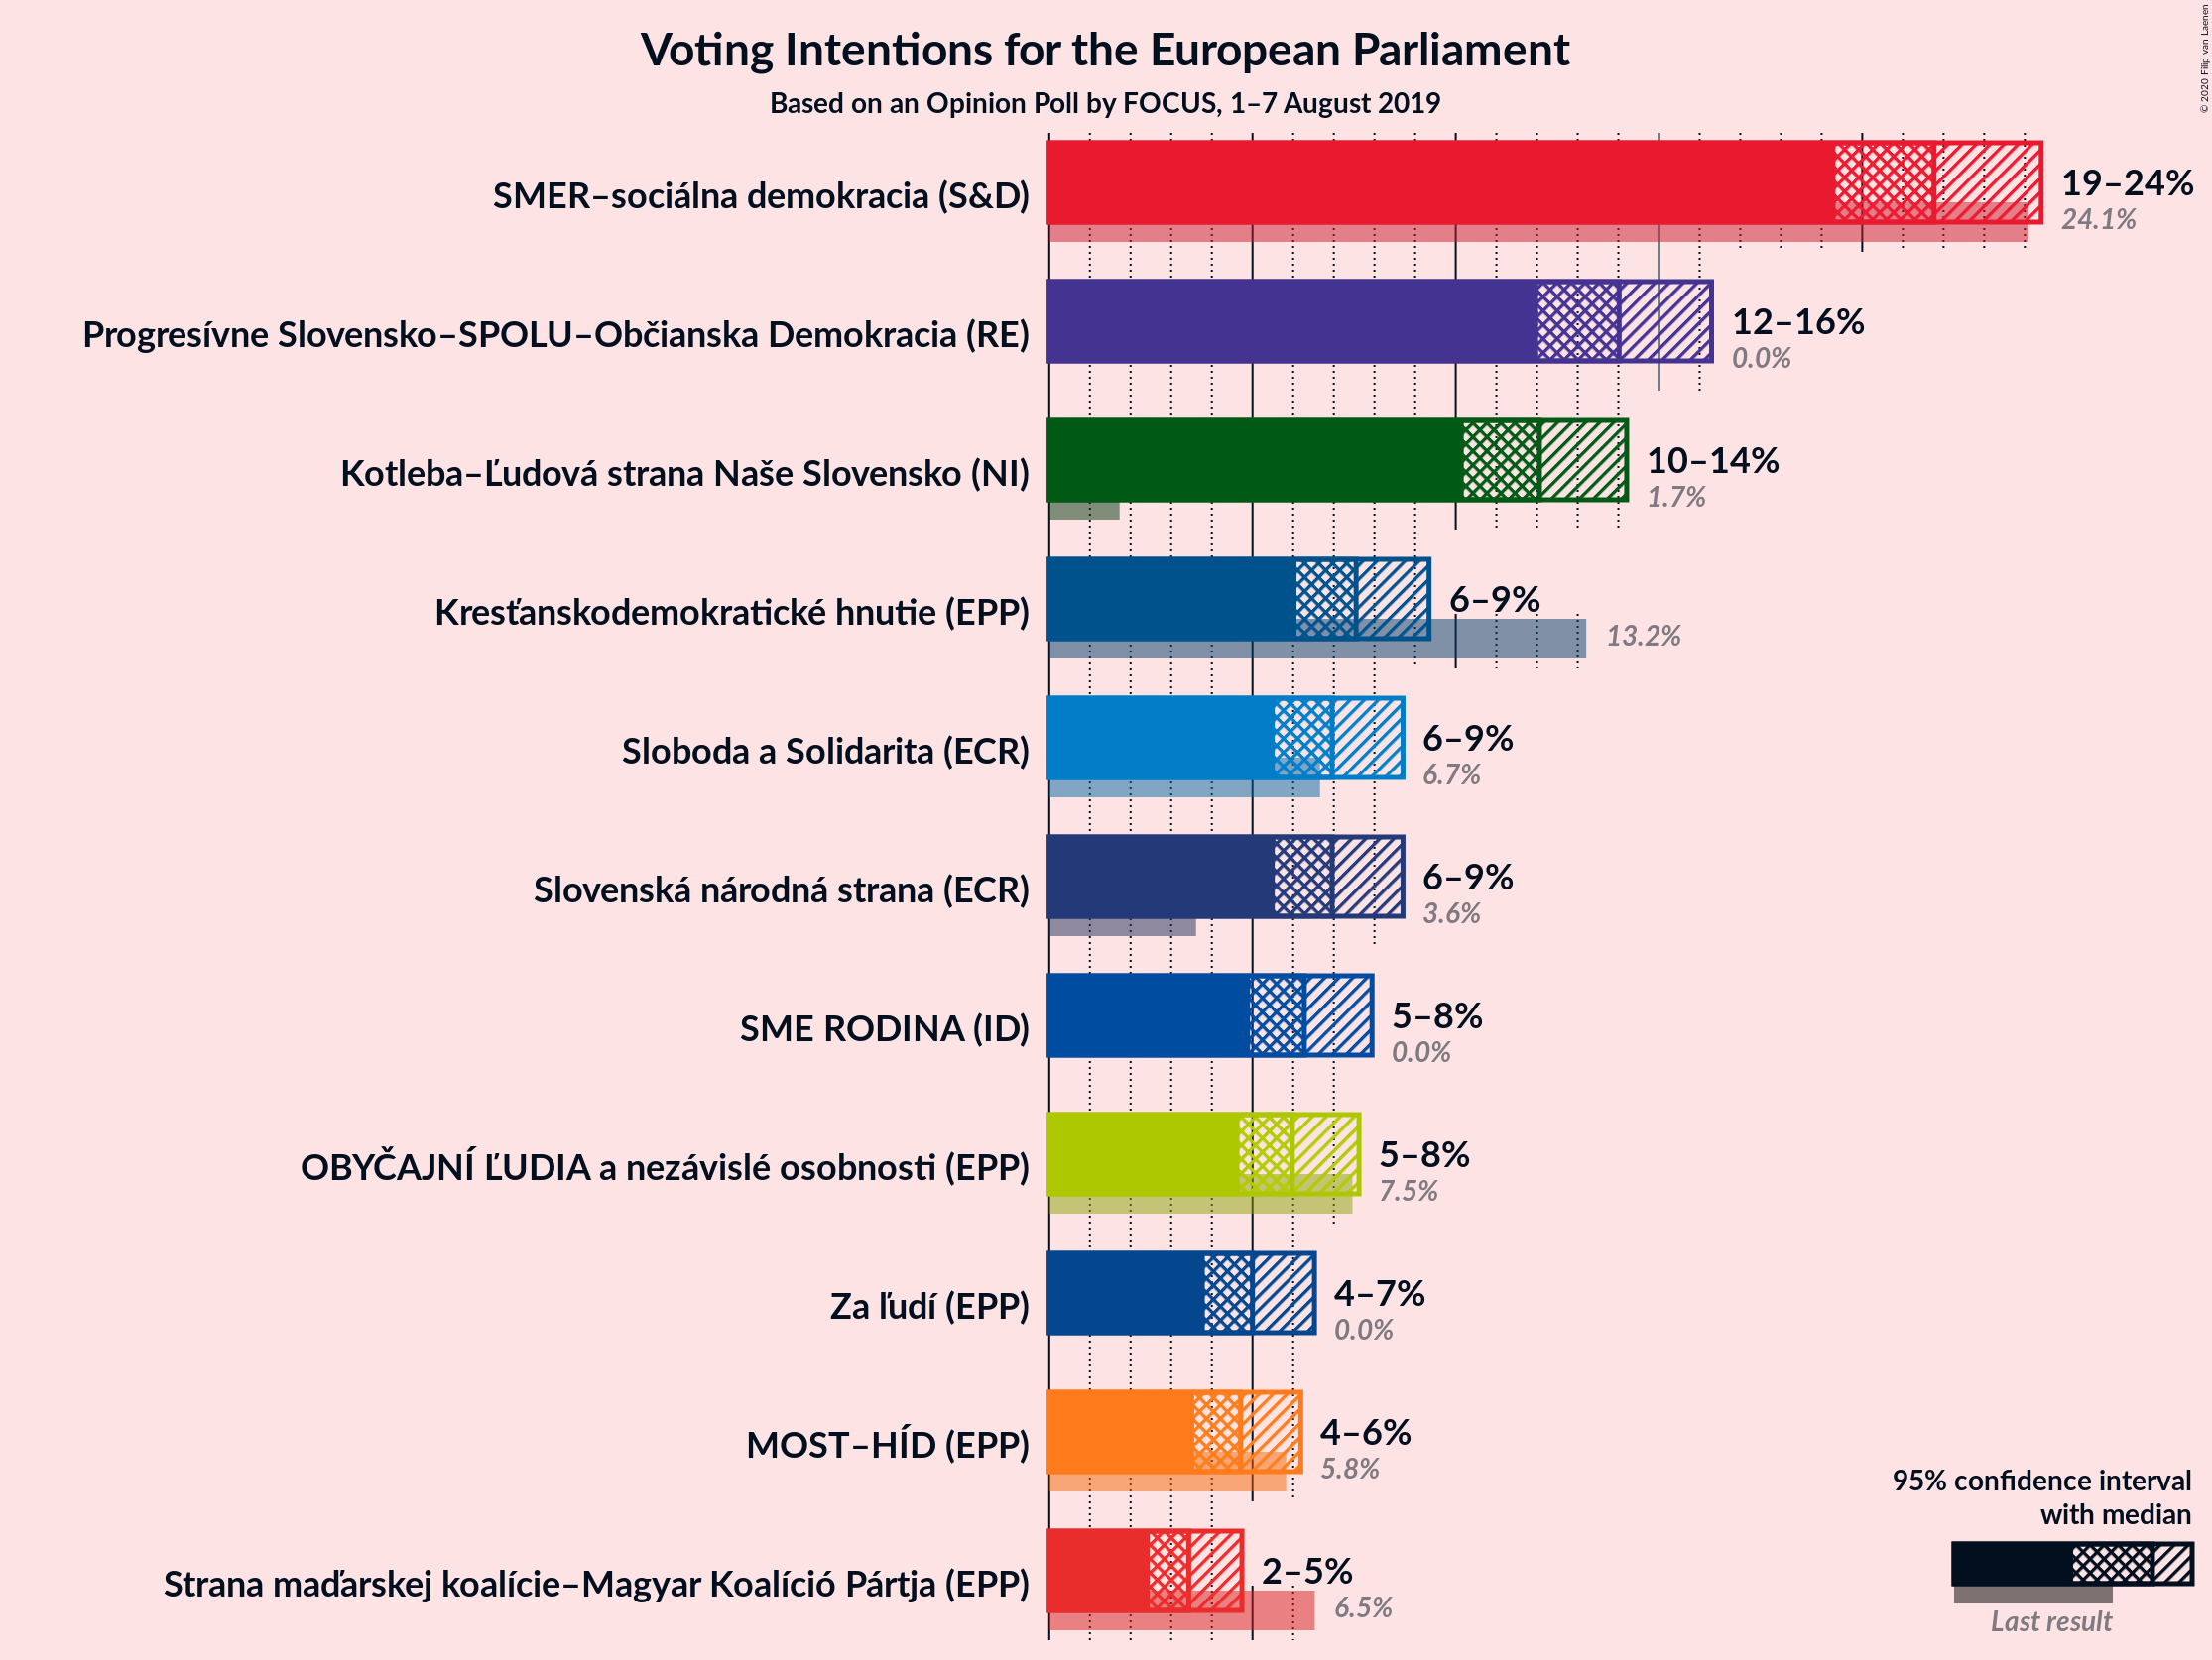 Voting Intentions for the European Parliament
Based on an Opinion Poll by FOCUS, 1–7 August 2019
© 2020 Filip van Laenen
SMER–sociálna demokracia (S&D)
19–24%
24.1%
Progresívne Slovensko–SPOLU–Občianska Demokracia (RE)
12–16%
0.0%
Kotleba–Ľudová strana Naše Slovensko (NI)
10–14%
1.7%
Kresťanskodemokratické hnutie (EPP)
6–9%
13.2%
Sloboda a Solidarita (ECR)
6–9%
6.7%
Slovenská národná strana (ECR)
6–9%
3.6%
SME RODINA (ID)
5–8%
0.0%
OBYČAJNÍ ĽUDIA a nezávislé osobnosti (EPP)
5–8%
7.5%
Za ľudí (EPP)
4–7%
0.0%
MOST–HÍD (EPP)
4–6%
5.8%
Strana maďarskej koalície–Magyar Koalíció Pártja (EPP)
2–5%
6.5%
95% confidence interval
with median
Last result